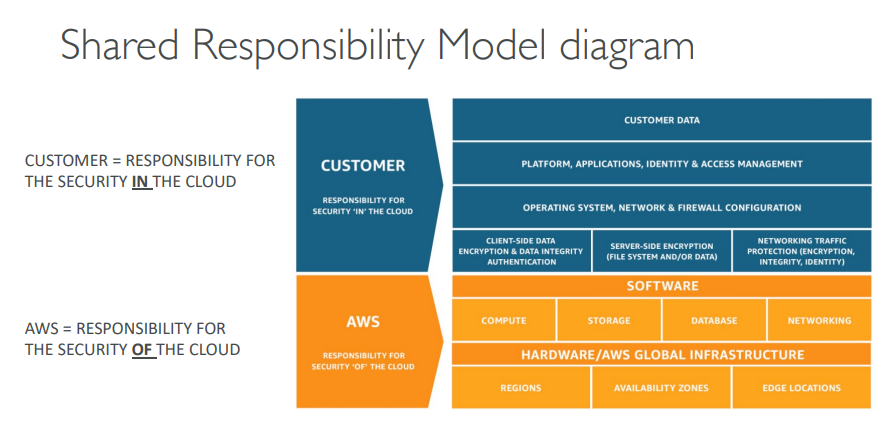 Shared Responsibility Model diagram
CUSTOMER = RESPONSIBILITY FOR
THE SECURITY IN THE CLOUD
CUSTOMER
RESPONSIBILITY FOR
SECURITY 'IN' THE CLOUD
CUSTOMER DATA
PLATFORM, APPLICATIONS, IDENTITY & ACCESS MANAGEMENT
OPERATING SYSTEM, NETWORK & FIREWALL CONFIGURATION
CLIENT-SIDE DATA
ENCRYPTION & DATA INTEGRITY
AUTHENTICATION
SERVER-SIDE ENCRYPTION
(FILE SYSTEM AND/OR DATA)
NETWORKING TRAFFIC
PROTECTION (ENCRYPTION,
INTEGRITY, IDENTITY)
AWS = RESPONSIBILITY FOR
THE SECURITY OF THE CLOUD
AWS
RESPONSIBILITY FOR
SECURITY 'OF' THE CLOUD
SOFTWARE
COMPUTE
STORAGE
DATABASE
NETWORKING
HARDWARE/AWS GLOBAL INFRASTRUCTURE
REGIONS
AVAILABILITY ZONES
EDGE LOCATIONS